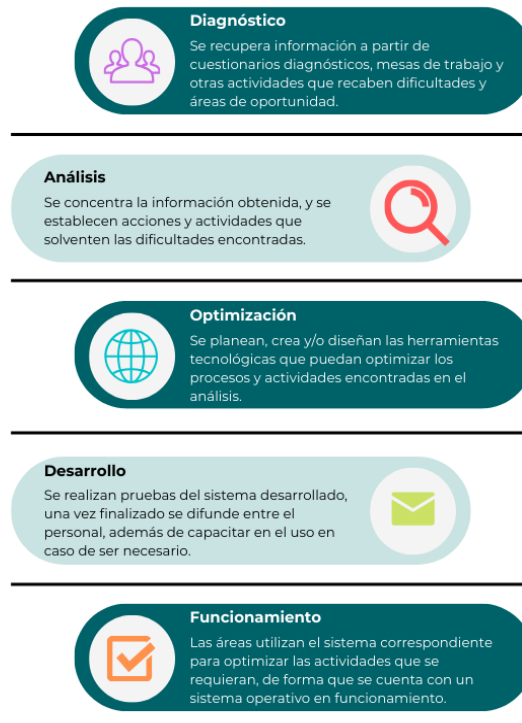 Diagnóstico
Se recupera información a partir de
cuestionarios diagnósticos, mesas de trabajo y
otras actividades que recaben dificultades y
áreas de oportunidad.
Análisis
Se concentra la información obtenida, y se
establecen acciones y actividades que
solventen las dificultades encontradas.
Optimización
Se planean, crea y/o diseñan las herramientas
tecnológicas que puedan optimizar los
procesos y actividades encontradas en el
análisis.
Desarrollo
Se realizan pruebas del sistema desarrollado,
una vez finalizado se difunde entre el
personal, además de capacitar en el uso en
caso de ser necesario.
Funcionamiento
Las áreas utilizan el sistema correspondiente
para optimizar las actividades que se
requieran, de forma que se cuenta con un
sistema operativo en funcionamiento.